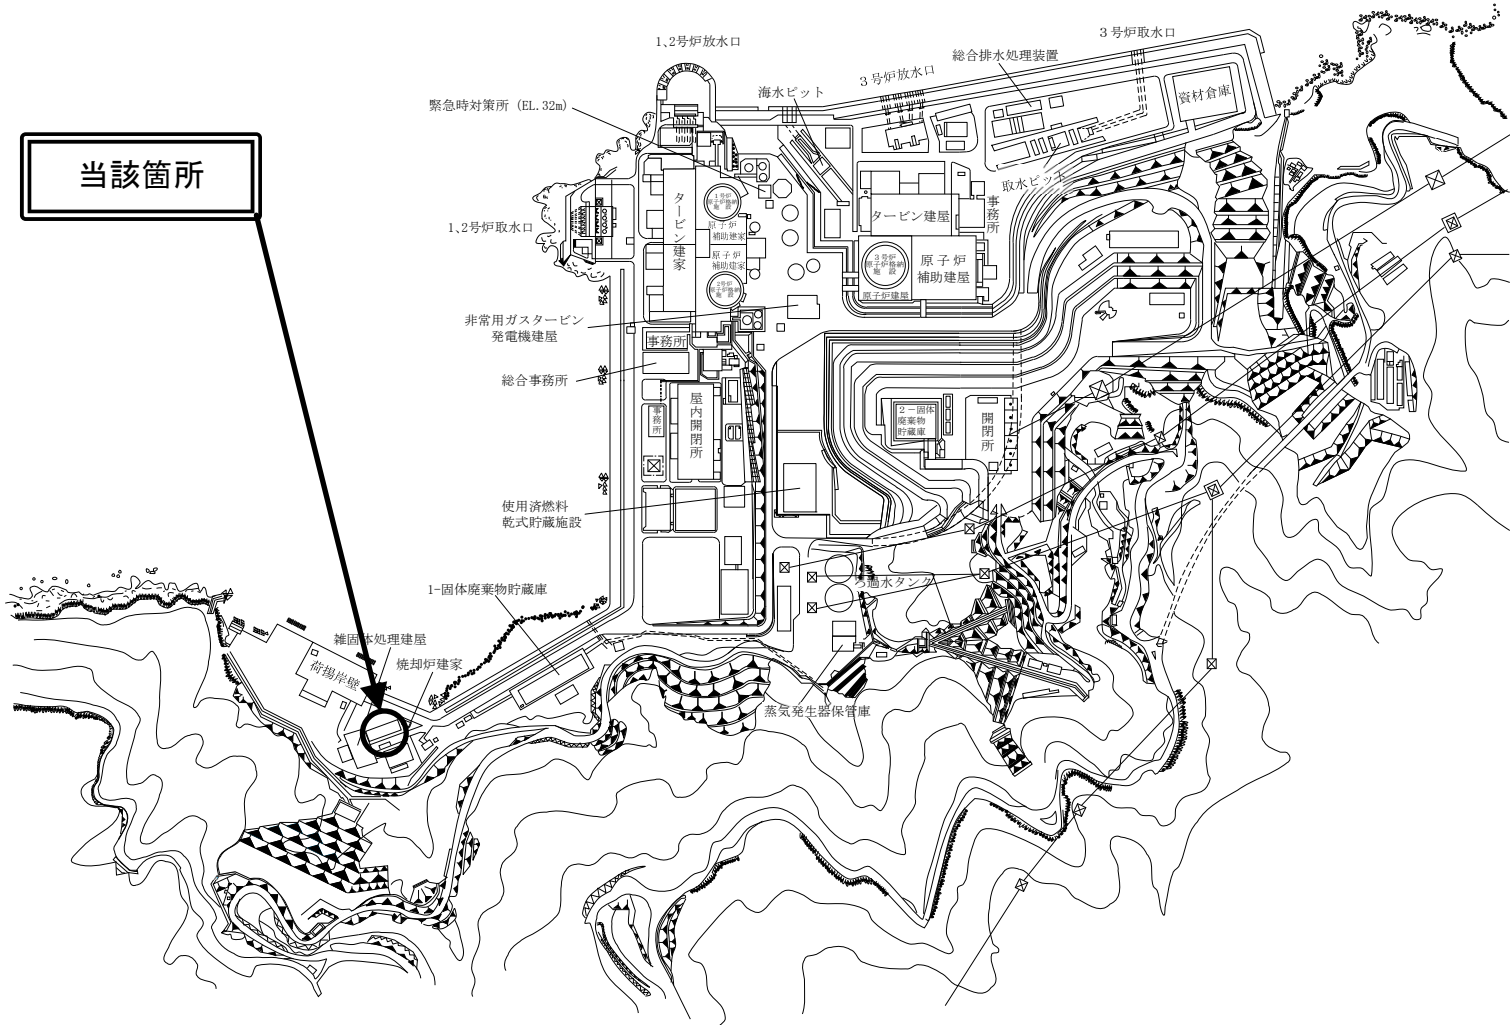 1､2号炉放水口
3号炉取水口
総合排水処理装置
3号炉放水口
海水ピット
資材倉庫
緊急時対策所（EL.32m）
当該箇所
取水ピット
1､2号炉取水口
タービン建家
1号炉
原子炉格納
施設
原子炉
補助建家
原子炉
補助建家
2号炉
原子炉格納
施設
タービン建屋
事務所
3号炉
原子炉格納
施設
原子炉
補助建屋
原子炉建屋
非常用ガスタービン
発電機建屋
事務所
総合事務所
事務所
屋内開閉所
2－固体
廃棄物
貯蔵庫
開閉所
使用済燃料
乾式貯蔵施設
ろ過水タンク
1-固体廃棄物貯蔵庫
雑固体処理建屋
焼却炉建家
荷揚岸壁
蒸気発生器保管庫